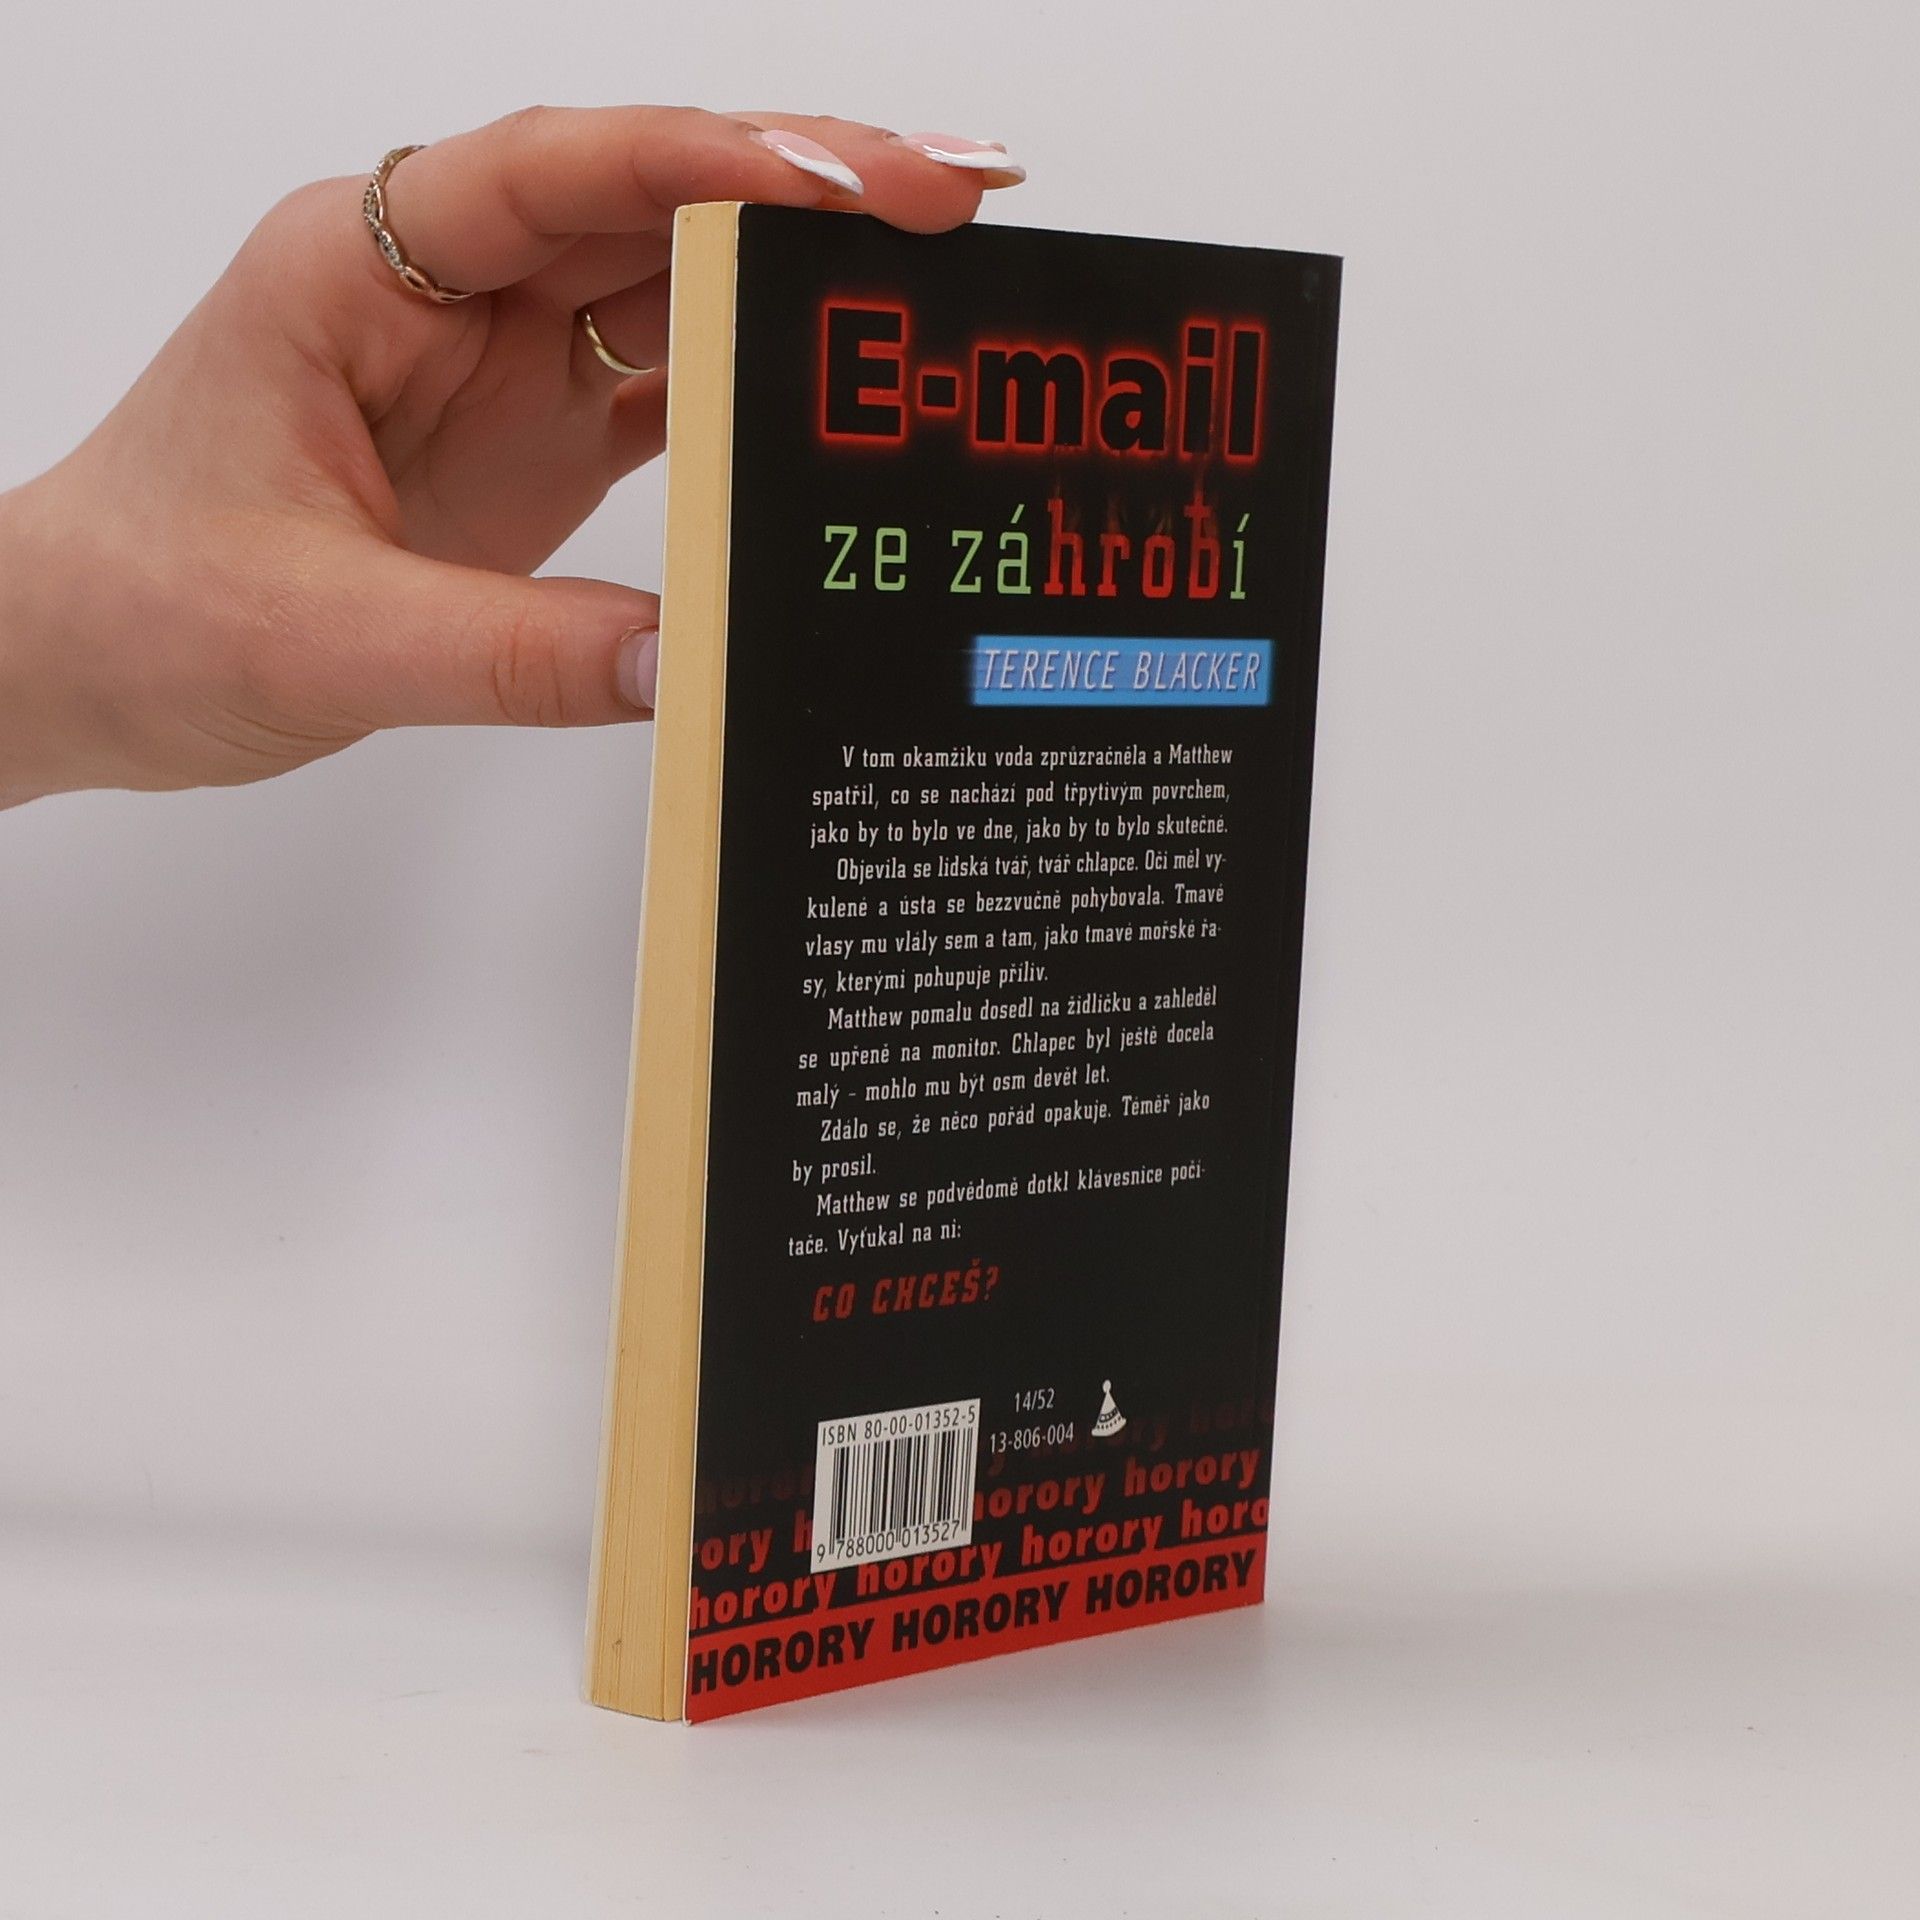 E-mail
ze záhrobí
TERENCE BLACKER
V tom okamžiku voda zprůzračněla a Matthew
spatřil, co se nachází pod třpytivým povrchem,
jako by to bylo ve dne, jako by to bylo skutečné.
Objevila se lidská tvář, tvář chlapce. Oči měl vy-
kulené a ústa se bezzvučně pohybovala. Tmavé
vlasy mu vlály sem a tam, jako tmavé mořské řa-
sy, kterými pohupuje příliv.
Matthew pomalu dosedl na židličku a zahleděl
se upřeně na monitor. Chlapec byl ještě docela
malý – mohlo mu být osm devět let.
Zdálo se, že něco pořád opakuje. Téměř jako
by prosil.
Matthew se podvědomě dotkl klávesnice počí-
tače. Vyťukal na ni:
CO CHCEŠ?
14/52
13-806-004
ISBN 80-00-01352-5
9 788000 013527
horory horory
ory h horory horory
horory horory horory horo
HORORY HORORY HORORY